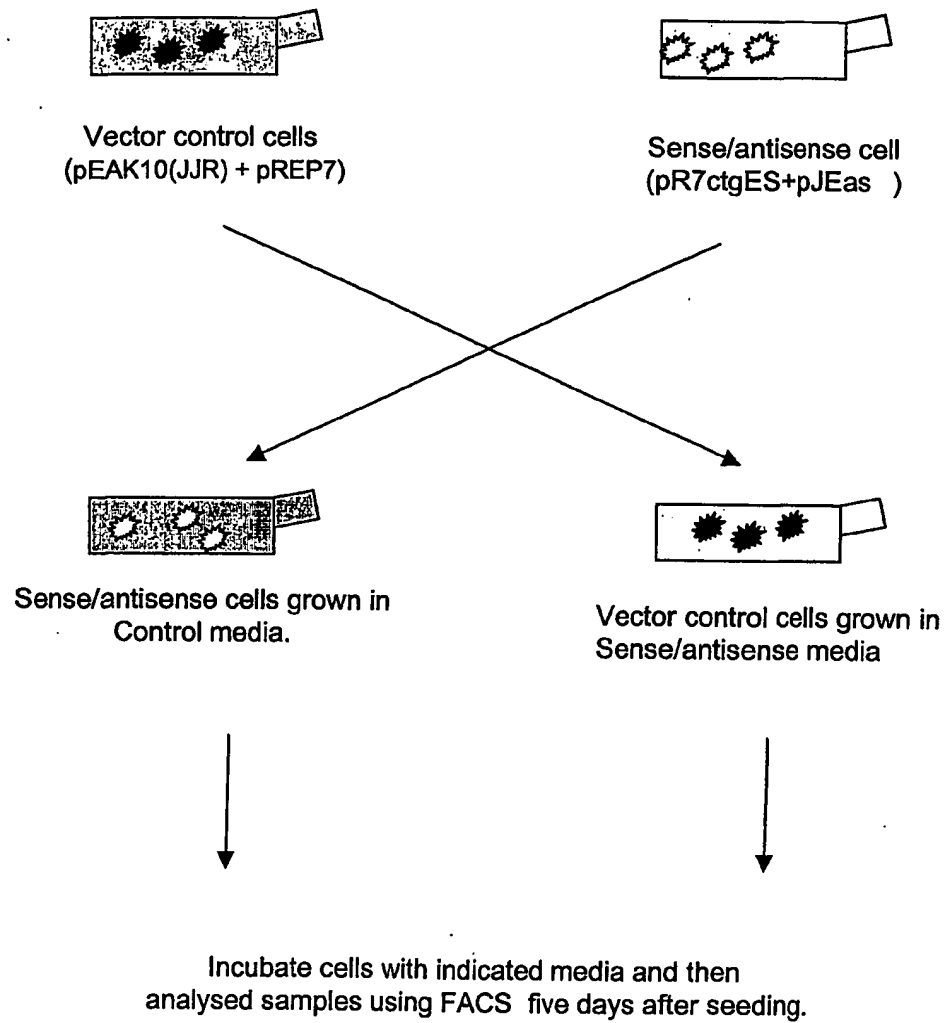 Vector control cells
(pEAK10(JJR) + pREP7)
Sense/antisense cell
(pR7ctgES+pJEas )
Sense/antisense cells grown in
Control media.
Vector control cells grown in
Sense/antisense media
Incubate cells with indicated media and then
analysed samples using FACS five days after seeding.